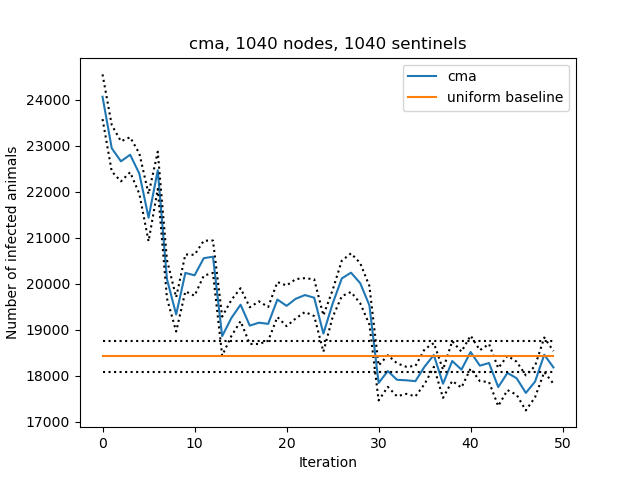 cma, 1040 nodes, 1040 sentinels
cma
uniform baseline
Number of infected animals
24000
23000
22000
21000
20000
19000
18000
17000
0
10
20
30
40
50
Iteration